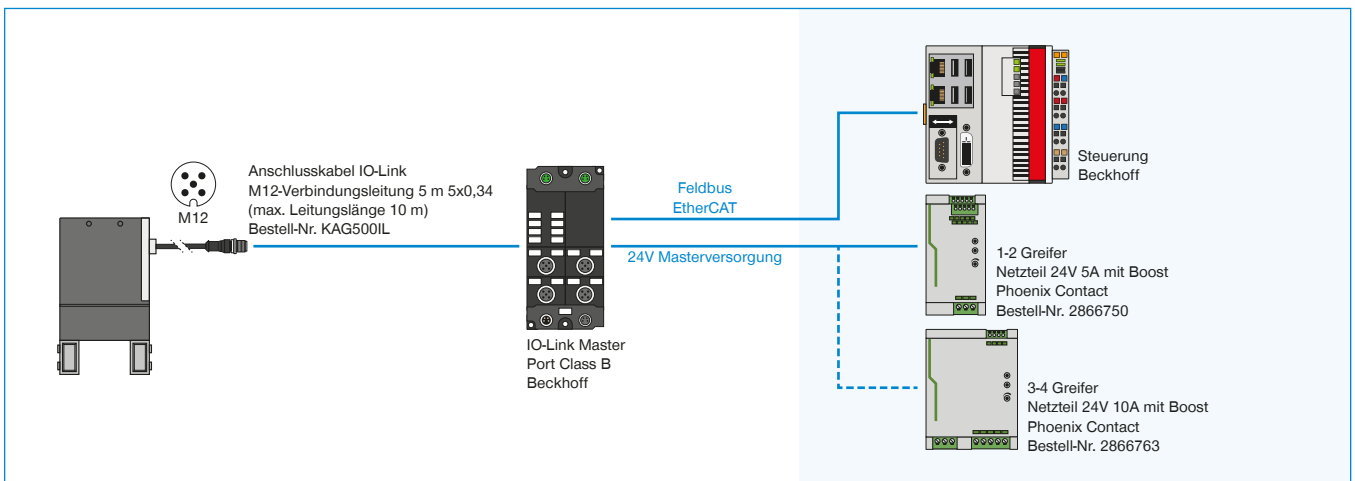 M12
Anschlusskabel IO-Link
M12-Verbindungsleitung 5 m 5x0,34
(max. Leitungslänge 10 m)
Bestell-Nr. KAG500IL
IO-Link Master
Port Class B
Beckhoff
Feldbus
EtherCAT
24V Masterversorgung
Steuerung
Beckhoff
1-2 Greifer
Netzteil 24V 5A mit Boost
Phoenix Contact
Bestell-Nr. 2866750
3-4 Greifer
Netzteil 24V 10A mit Boost
Phoenix Contact
Bestell-Nr. 2866763